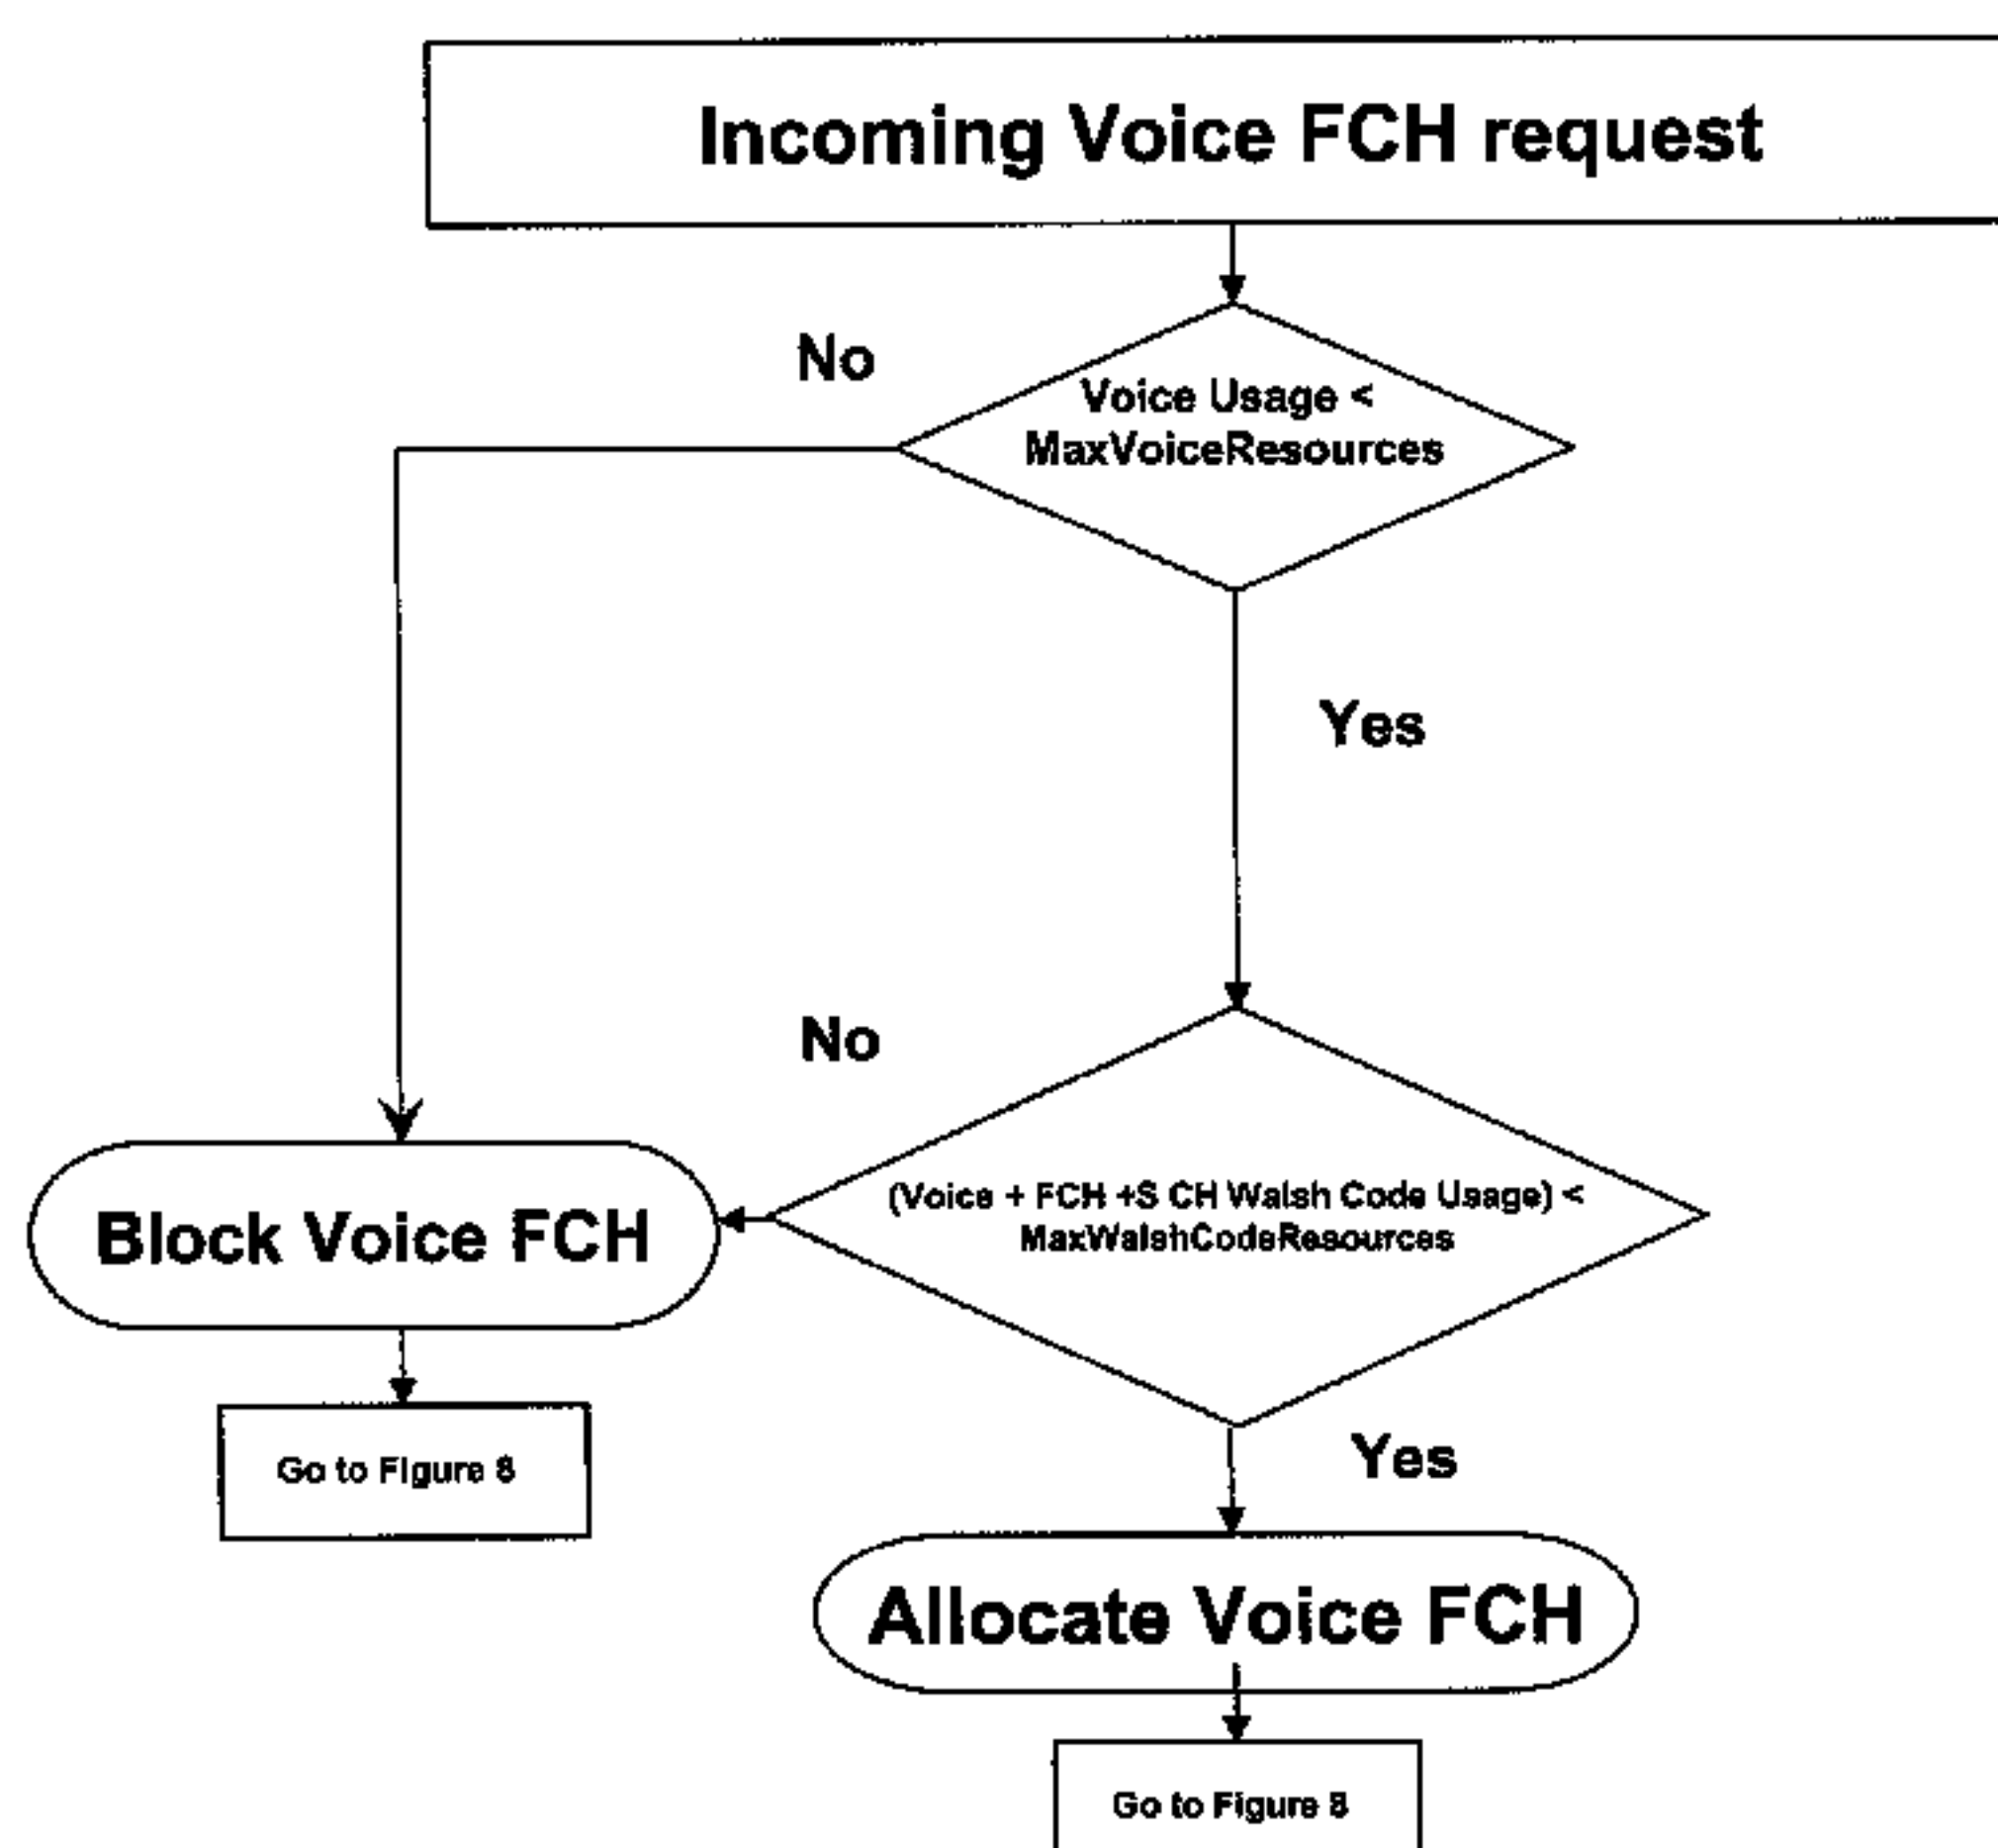 Incoming Voice FCH request
No
Voice Usage <
MaxVoiceResources
Yes
No
(Voice + FCH +S CH Walsh Code Usage) <
MaxWalshCodeResources
Block Voice FCH
Yes
Go to Figure 8
Allocate Voice FCH
Go to Figure 8